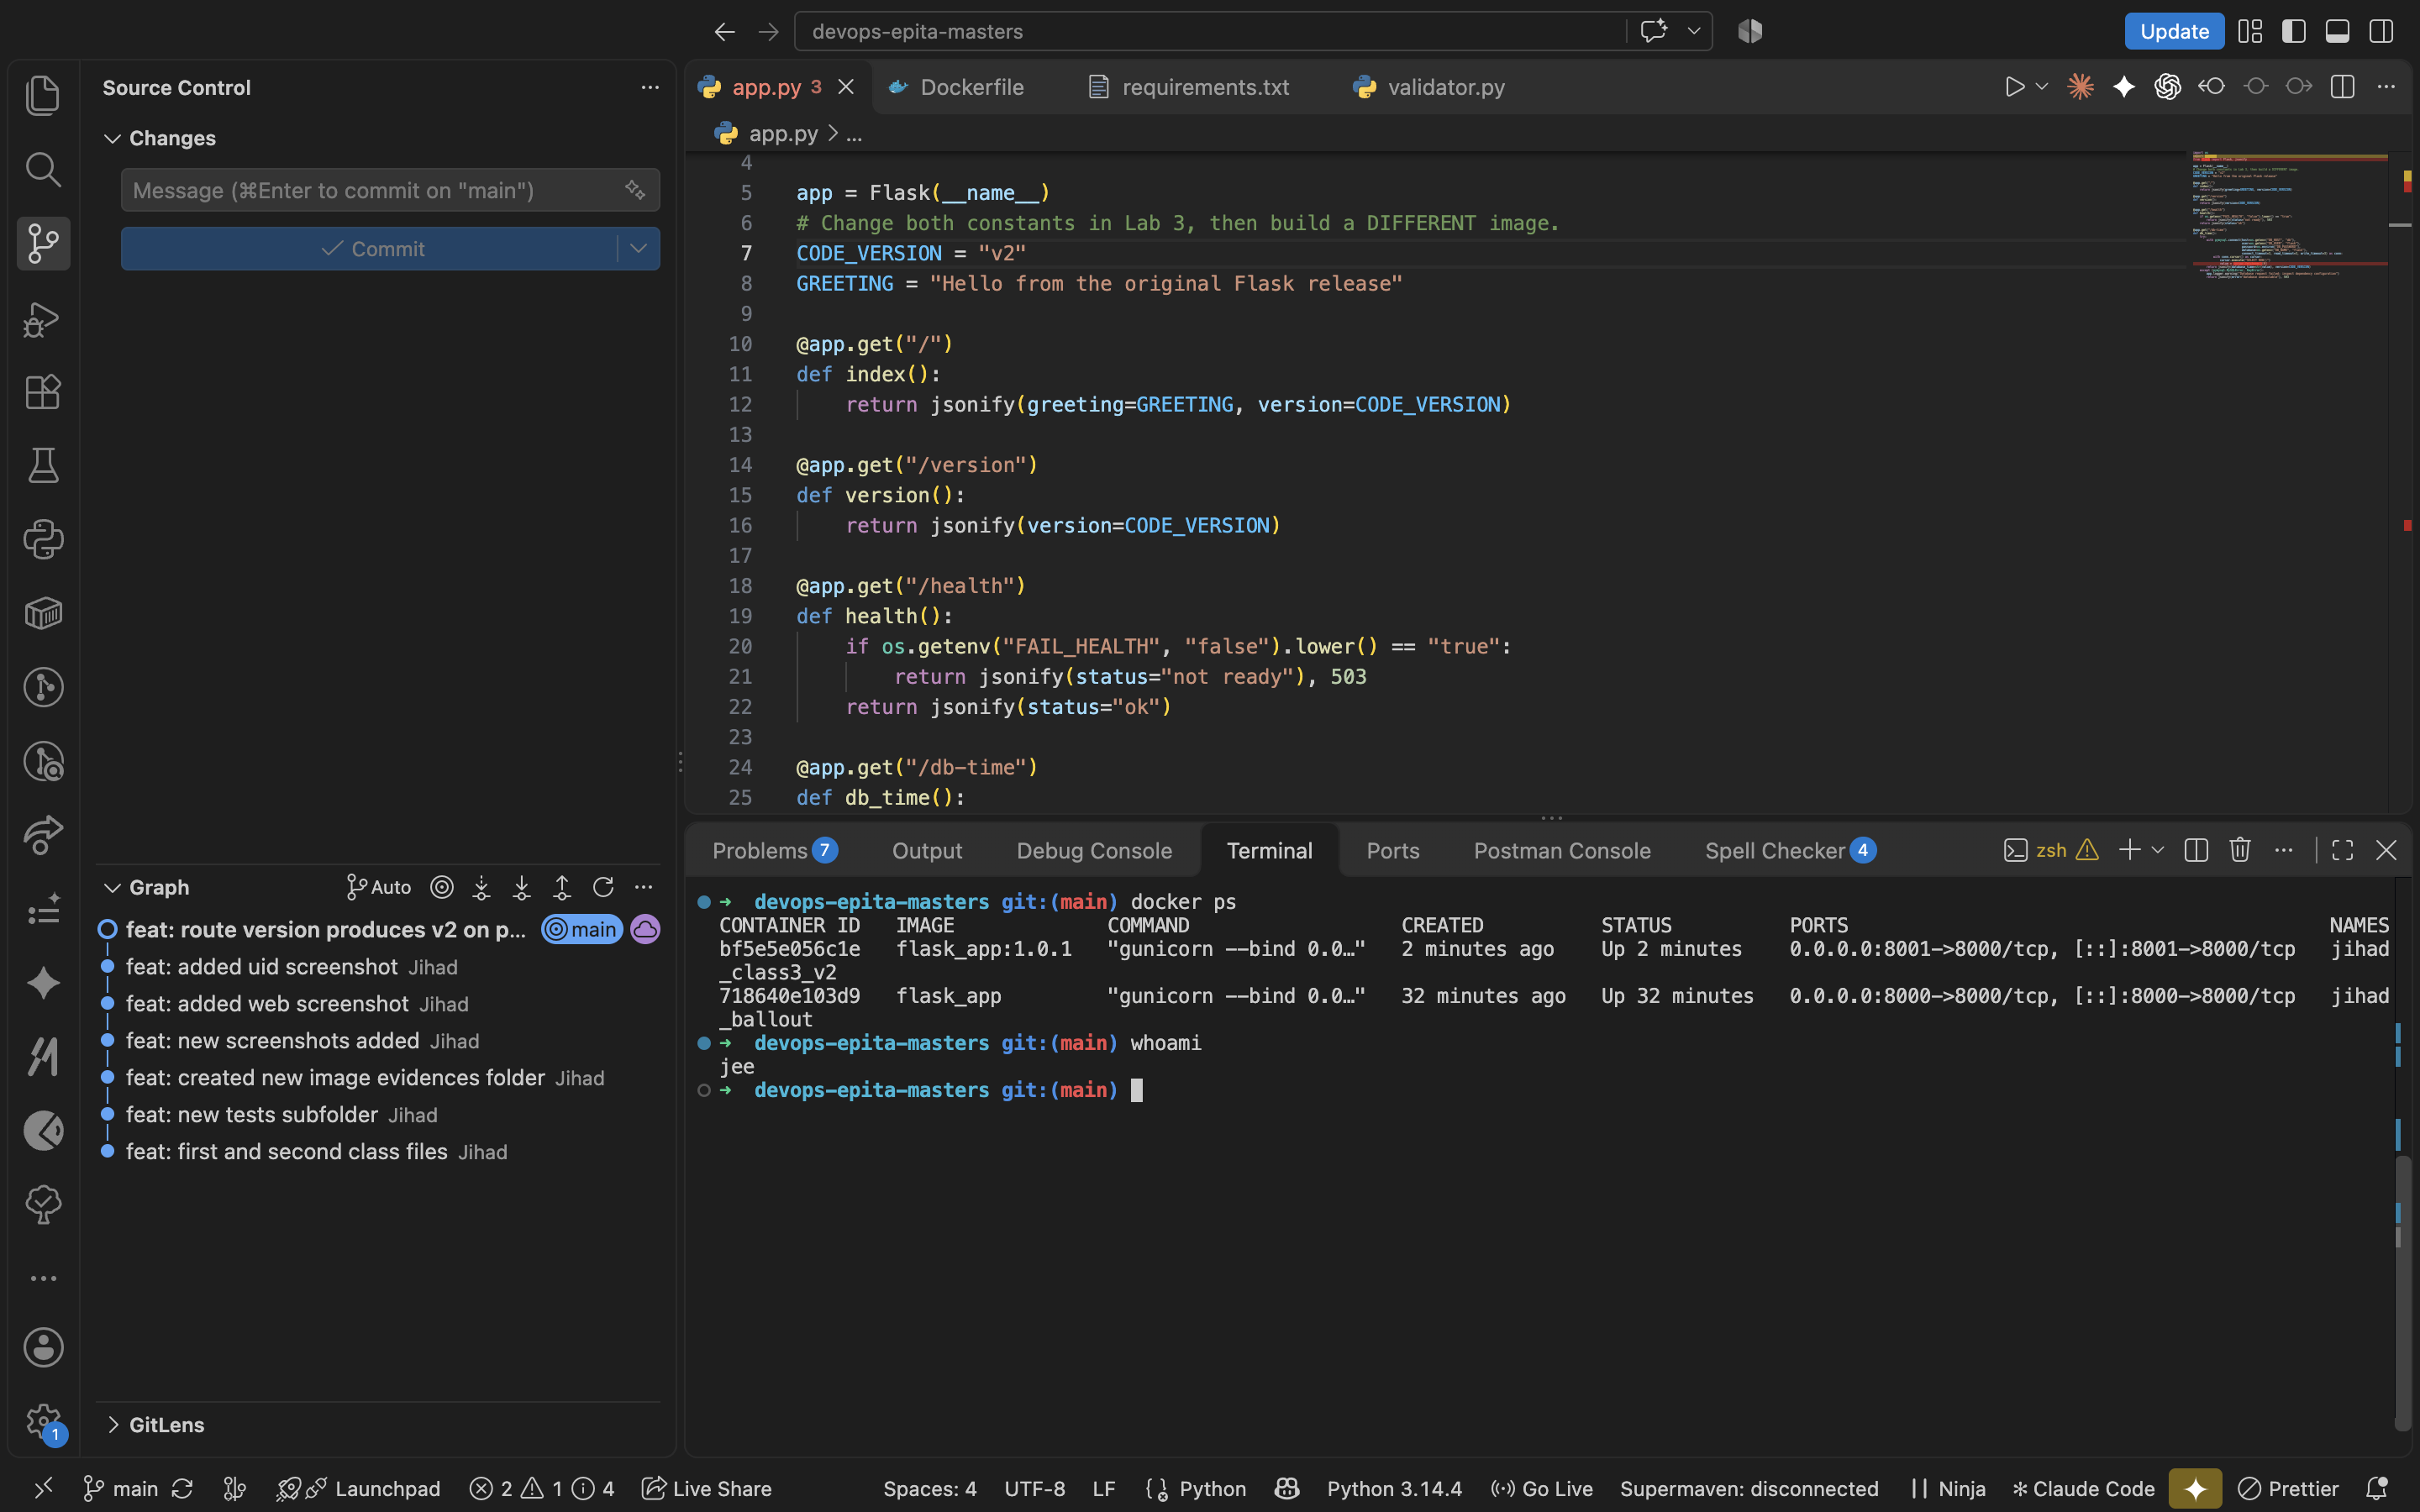 devops-epita-masters
Update
Source Control
Changes
Message (⌘Enter to commit on "main")
Commit
Graph
Auto
feat: route version produces v2 on p... main
feat: added uid screenshot Jihad
feat: added web screenshot Jihad
feat: new screenshots added Jihad
feat: created new image evidences folder Jihad
feat: new tests subfolder Jihad
feat: first and second class files Jihad
GitLens
1
app.py 3
Dockerfile
requirements.txt
validator.py
app.py > ...
4
5 app = Flask(__name__)
6 # Change both constants in Lab 3, then build a DIFFERENT image.
7 CODE_VERSION = "v2"
8 GREETING = "Hello from the original Flask release"
9
10 @app.get("/")
11 def index():
12 return jsonify(greeting=GREETING, version=CODE_VERSION)
13
14 @app.get("/version")
15 def version():
16 return jsonify(version=CODE_VERSION)
17
18 @app.get("/health")
19 def health():
20 if os.getenv("FAIL_HEALTH", "false").lower() == "true":
21 return jsonify(status="not ready"), 503
22 return jsonify(status="ok")
23
24 @app.get("/db-time")
25 def db_time():
Problems 7 Output Debug Console Terminal Ports Postman Console Spell Checker 4 zsh
➜ devops-epita-masters git:(main) docker ps
CONTAINER ID IMAGE COMMAND CREATED STATUS PORTS NAMES
bf5e5e056c1e flask_app:1.0.1 "gunicorn --bind 0.0…" 2 minutes ago Up 2 minutes 0.0.0.0:8001->8000/tcp, [::]:8001->8000/tcp jihad
_class3_v2
718640e103d9 flask_app "gunicorn --bind 0.0…" 32 minutes ago Up 32 minutes 0.0.0.0:8000->8000/tcp, [::]:8000->8000/tcp jihad
_ballout
➜ devops-epita-masters git:(main) whoami
jee
➜ devops-epita-masters git:(main)
main Launchpad 2 1 4 Live Share Spaces: 4 UTF-8 LF Python Python 3.14.4 Go Live Supermaven: disconnected Ninja Claude Code Prettier